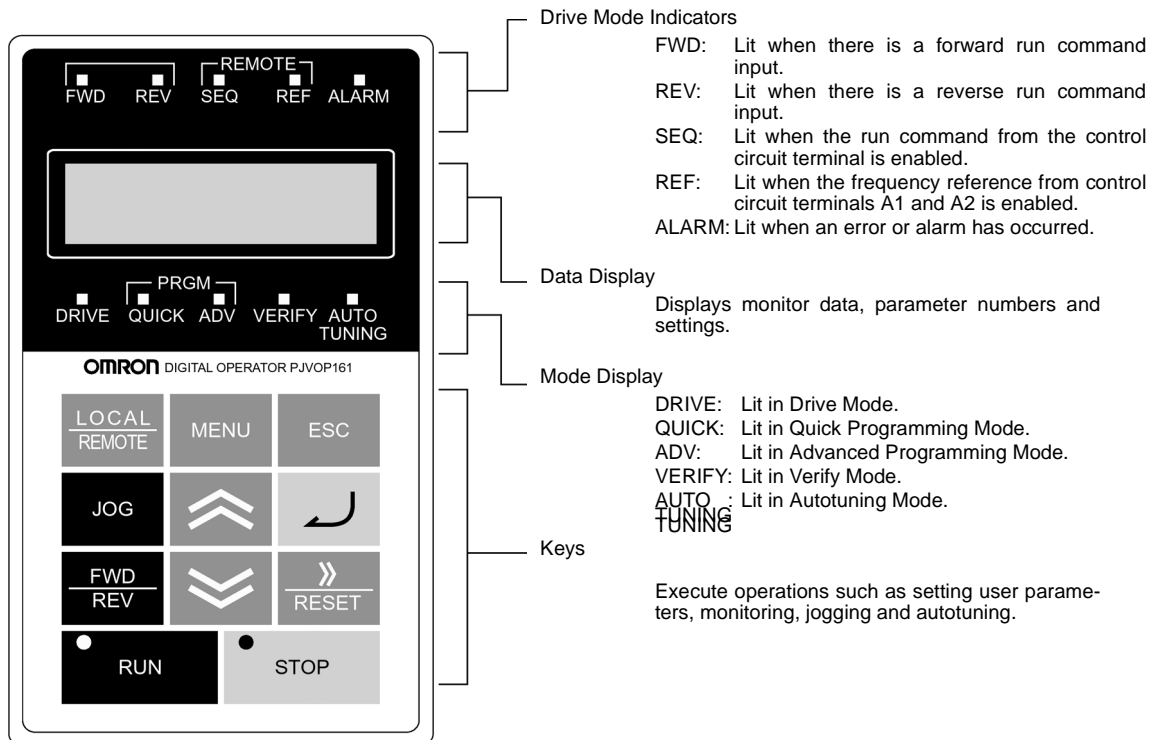 Drive Mode Indicators
FWD: Lit when there is a forward run command
input.
REV: Lit when there is a reverse run command
input.
SEQ: Lit when the run command from the control
circuit terminal is enabled.
REF: Lit when the frequency reference from control
circuit terminals A1 and A2 is enabled.
ALARM: Lit when an error or alarm has occurred.
REMOTE
FWD REV SEQ REF ALARM
Data Display
Displays monitor data, parameter numbers and
settings.
PRGM
DRIVE QUICK ADV VERIFY AUTO
TUNING
OMRON DIGITAL OPERATOR PJVOP161
Mode Display
DRIVE: Lit in Drive Mode.
QUICK: Lit in Quick Programming Mode.
ADV: Lit in Advanced Programming Mode.
VERIFY: Lit in Verify Mode.
AUTO : Lit in Autotuning Mode.
TUNING
TUNING
LOCAL
REMOTE
MENU
ESC
JOG
Keys
Execute operations such as setting user parame-
ters, monitoring, jogging and autotuning.
FWD
REV
RESET
RUN
STOP